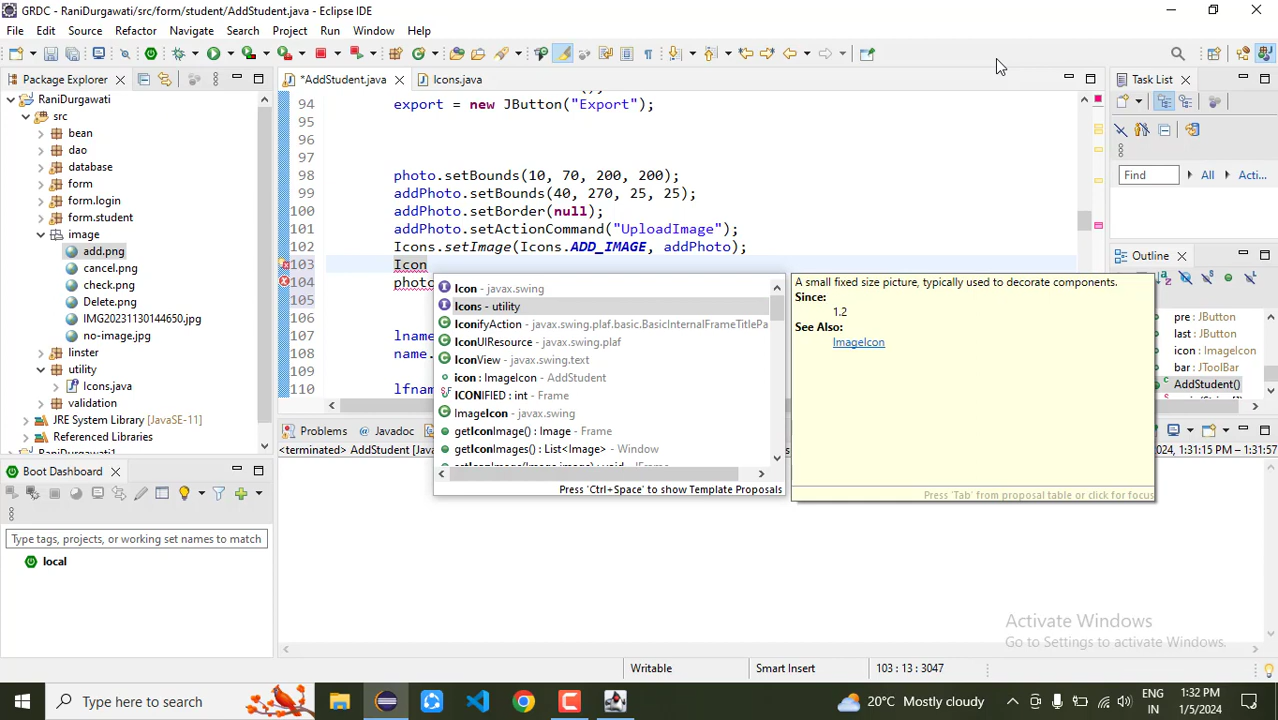 GRDC - RaniDurgawati/src/form/student/AddStudent.java - Eclipse IDE
File Edit Source Refactor Navigate Search Project Run Window Help
Package Explorer
RaniDurgawati
src
bean
dao
database
form
form.login
form.student
image
add.png
cancel.png
check.png
Delete.png
IMG20231130144650.jpg
no-image.jpg
linster
utility
Icons.java
validation
JRE System Library [JavaSE-11]
Referenced Libraries
Boot Dashboard
Type tags, projects, or working set names to match
local
*AddStudent.java
Icons.java
94 export = new JButton("Export");
95
96
97
98 photo.setBounds(10, 70, 200, 200);
99 addPhoto.setBounds(40, 270, 25, 25);
100 addPhoto.setBorder(null);
101 addPhoto.setActionCommand("UploadImage");
102 Icons.setImage(Icons.ADD_IMAGE, addPhoto);
103 Icon
104 photo
105
106
107 lname
108 name.
109
110 lfnam
Icon - javax.swing
Icons - utility
IconifyAction - javax.swing.plaf.basic.BasicInternalFrameTitlePa
IconUIResource - javax.swing.plaf
IconView - javax.swing.text
icon : ImageIcon - AddStudent
ICONIFIED : int - Frame
ImageIcon - javax.swing
getIconImage() : Image - Frame
getIconImages() : List<Image> - Window
Press 'Ctrl+Space' to show Template Proposals
A small fixed size picture, typically used to decorate components.
Since:
1.2
See Also:
ImageIcon
Press 'Tab' from proposal table or click for focus
Problems
Javadoc
<terminated> AddStudent [Jav
2024, 1:31:15 PM - 1:31:57
Task List
Find
All
Acti...
Outline
pre : JButton
last : JButton
icon : ImageIcon
bar : JToolBar
AddStudent()
Activate Windows
Go to Settings to activate Windows.
Writable Smart Insert 103 : 13 : 3047
Type here to search
20°C Mostly cloudy
ENG
IN
1:32 PM
1/5/2024